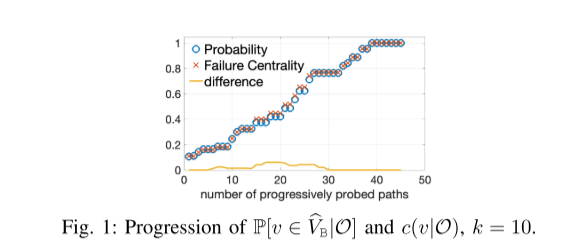 1
0.8
0.6
0.4
0.2
0
Probability
Failure Centrality
difference
0 10 20 30 40 50
number of progressively probed paths
Fig. 1: Progression of ℙ[v ∈ V̂_B|𝒪] and c(v|𝒪), k = 10.